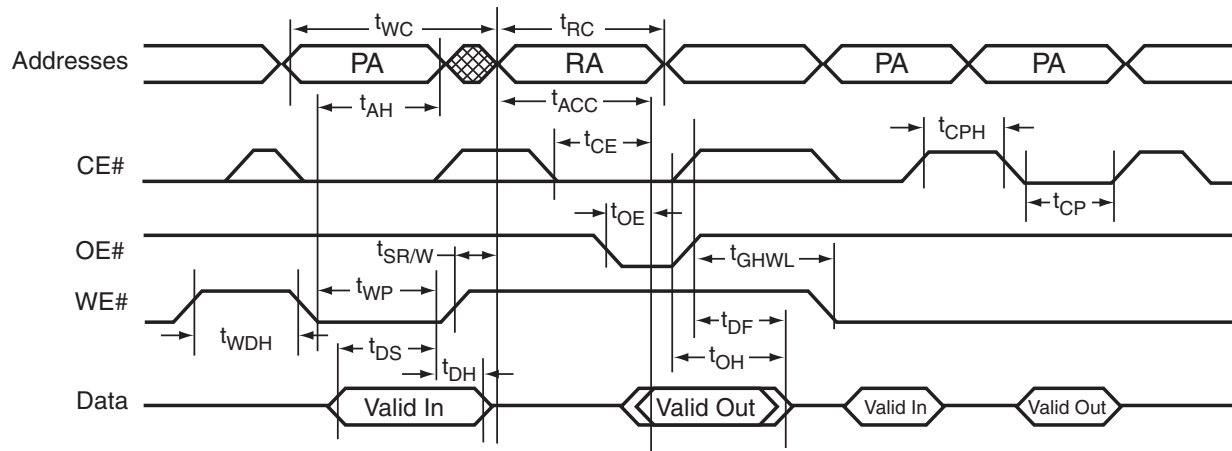 tWC
tRC
Addresses
PA
RA
PA
PA
tAH
tACC
tCPH
tCE
CE#
tCP
tOE
OE#
tSR/W
tGHWL
WE#
tWP
tWDH
tDF
tDS
tOH
tDH
Data
Valid In
Valid Out
Valid In
Valid Out